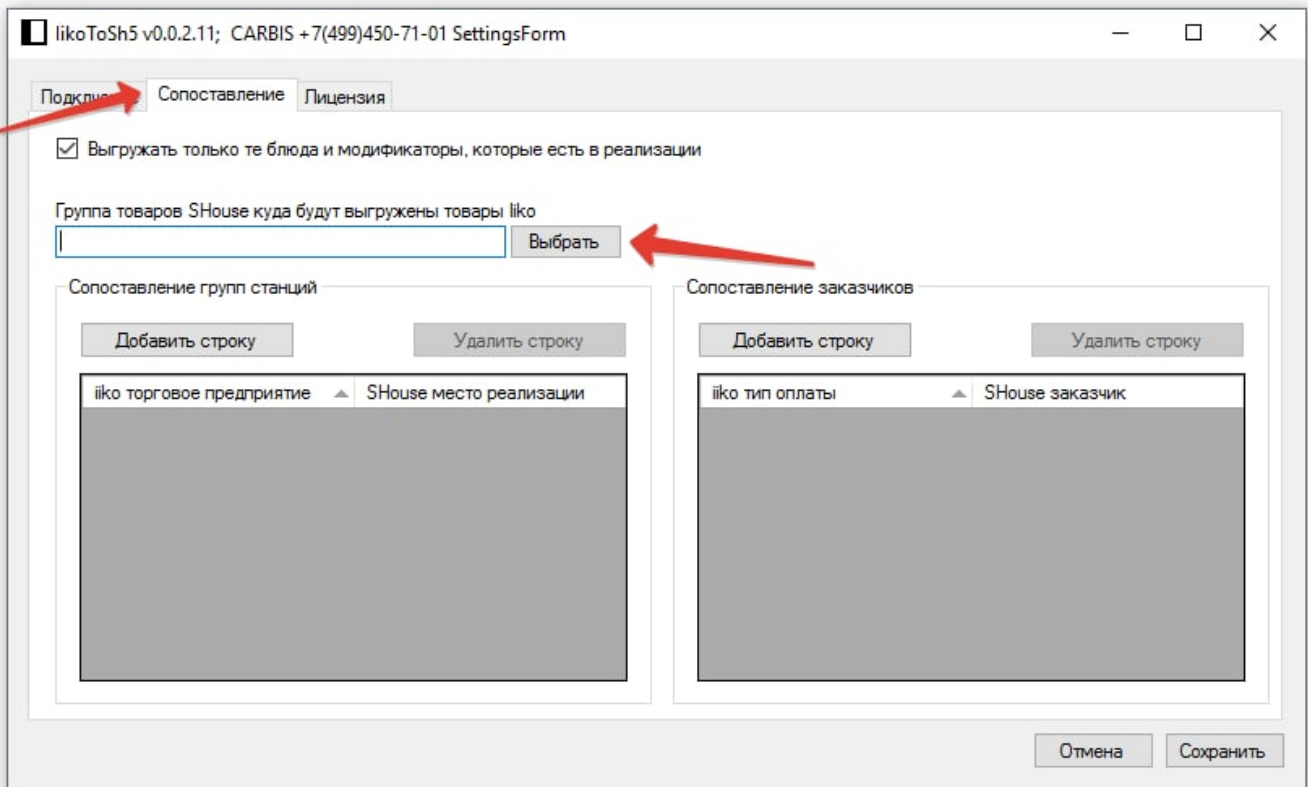 IikoToSh5 v0.0.2.11; CARBIS +7(499)450-71-01 SettingsForm
Сопоставление Лицензия
Выгружать только те блюда и модификаторы, которые есть в реализации
Группа товаров SHouse куда будут выгружены товары Iiko
Выбрать
Сопоставление групп станций
Сопоставление заказчиков
Добавить строку Удалить строку
Добавить строку Удалить строку
iiko торговое предприятие SHouse место реализации
iiko тип оплаты SHouse заказчик
Отмена Сохранить